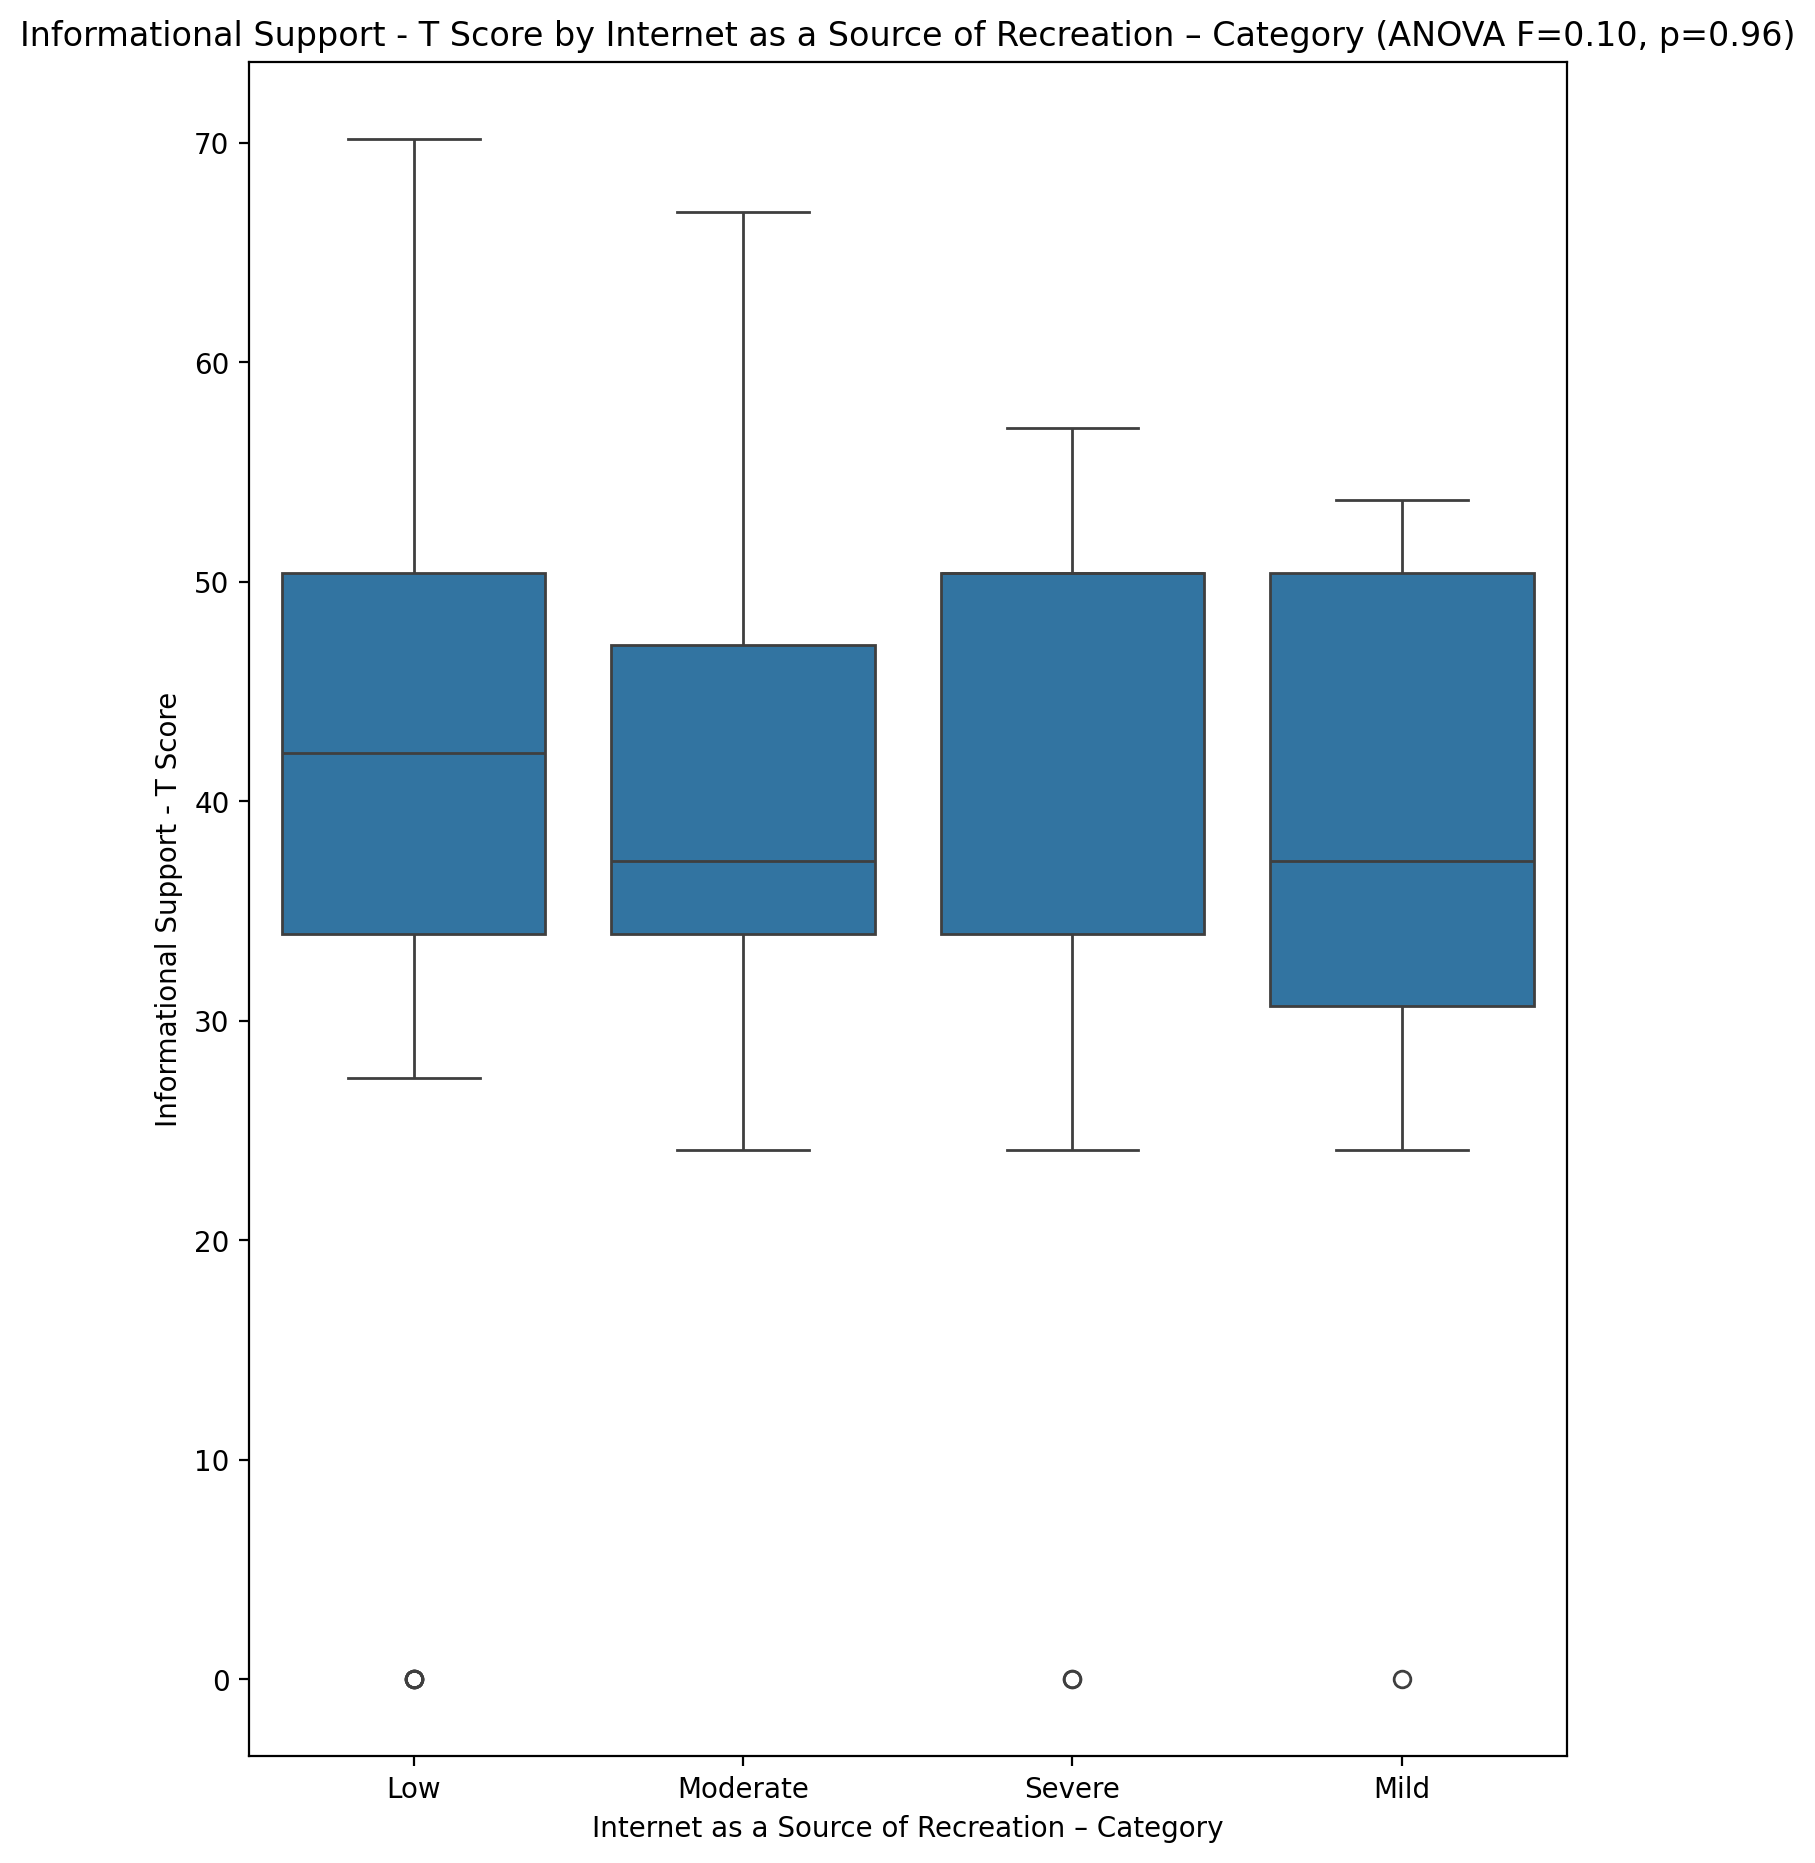 Informational Support - T Score by Internet as a Source of Recreation – Category (ANOVA F=0.10, p=0.96)
Informational Support - T Score
70
60
50
40
30
20
10
0
Low
Moderate
Severe
Mild
Internet as a Source of Recreation – Category